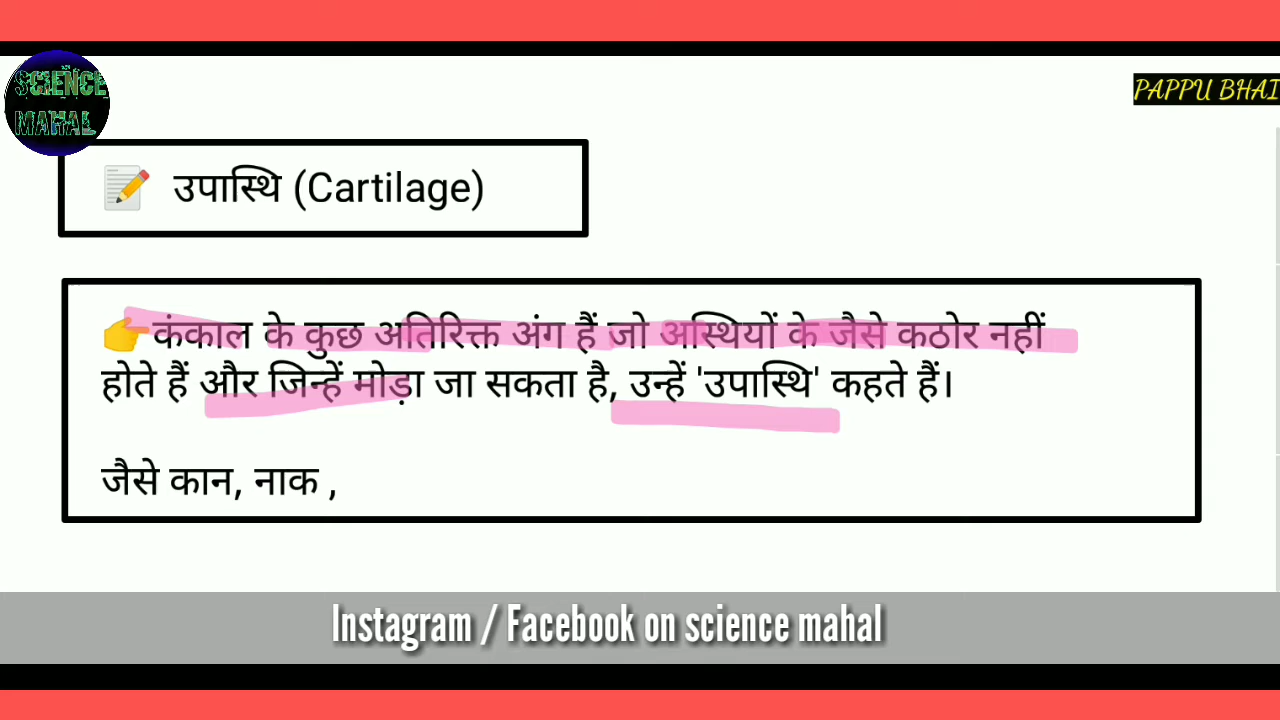 SCIENCE
MAHAL
PAPPU BHAI
📝 उपास्थि (Cartilage)
👉कंकाल के कुछ अतिरिक्त अंग हैं जो अस्थियों के जैसे कठोर नहीं
होते हैं और जिन्हें मोड़ा जा सकता है, उन्हें 'उपास्थि' कहते हैं।
जैसे कान, नाक ,
Instagram / Facebook on science mahal